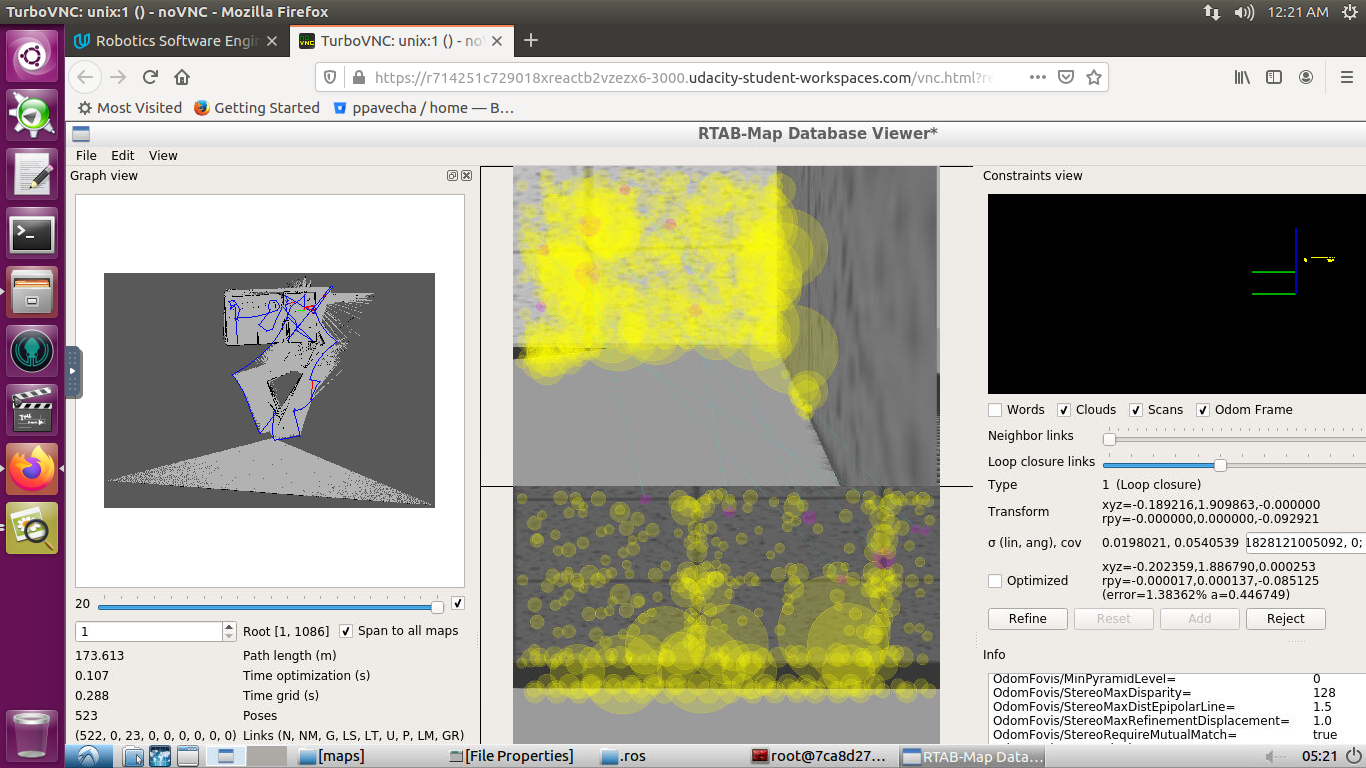 TurboVNC: unix:1 () - noVNC - Mozilla Firefox
12:21 AM
Robotics Software Engin
TurboVNC: unix:1 () - no
https://r714251c729018xreactb2vzezx6-3000.udacity-student-workspaces.com/vnc.html?re
Most Visited
Getting Started
ppavecha / home — B…
RTAB-Map Database Viewer*
File
Edit
View
Graph view
Constraints view
Words
Clouds
Scans
Odom Frame
Neighbor links
Loop closure links
Type
1 (Loop closure)
Transform
xyz=-0.189216,1.909863,-0.000000
rpy=-0.000000,0.000000,-0.092921
σ (lin, ang), cov
0.0198021, 0.0540539
1828121005092, 0;
Optimized
xyz=-0.202359,1.886790,0.000253
rpy=-0.000017,0.000137,-0.085125
(error=1.38362% a=0.446749)
Refine
Reset
Add
Reject
20
1
Root [1, 1086]
Span to all maps
173.613
Path length (m)
0.107
Time optimization (s)
0.288
Time grid (s)
523
Poses
(522, 0, 23, 0, 0, 0, 0, 0, 0)
Links (N, NM, G, LS, LT, U, P, LM, GR)
Info
OdomFovis/MinPyramidLevel=
0
OdomFovis/StereoMaxDisparity=
128
OdomFovis/StereoMaxDistEpipolarLine=
1.5
OdomFovis/StereoMaxRefinementDisplacement=
1.0
OdomFovis/StereoRequireMutualMatch=
true
[maps]
[File Properties]
.ros
root@7ca8d27...
RTAB-Map Data...
05:21